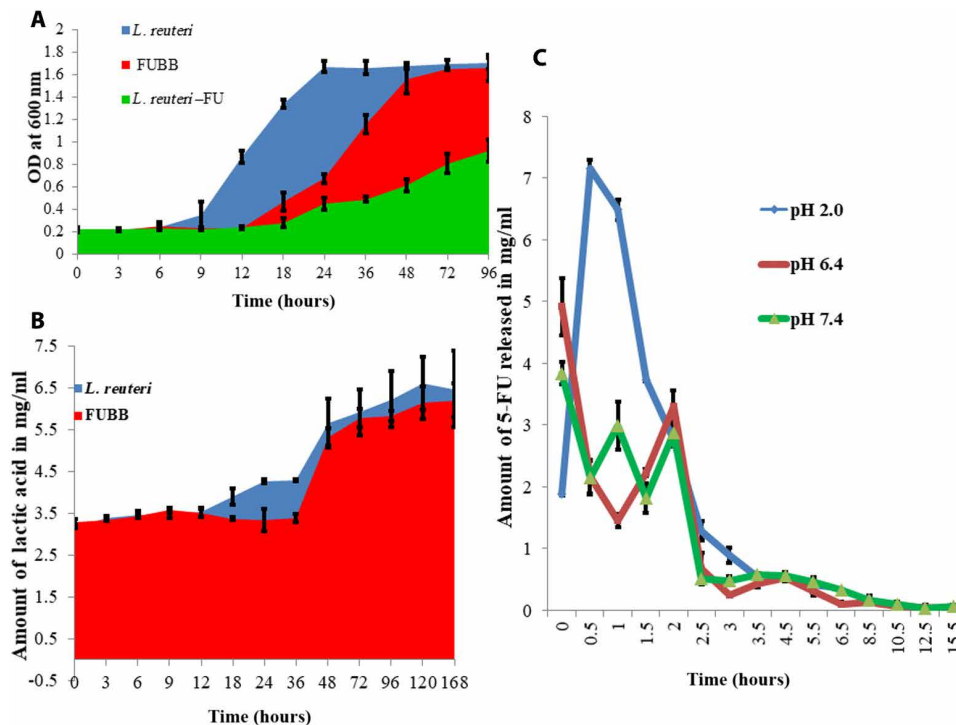 A
L. reuteri
FUBB
L. reuteri–FU
OD at 600 nm
2
1.8
1.6
1.4
1.2
1
0.8
0.6
0.4
0.2
0
0 3 6 9 12 18 24 36 48 72 96
Time (hours)
B
L. reuteri
FUBB
Amount of lactic acid in mg/ml
7.5
6.5
5.5
4.5
3.5
2.5
1.5
0.5
-0.5
0 3 6 9 12 18 24 36 48 72 96 120 168
Time (hours)
C
pH 2.0
pH 6.4
pH 7.4
Amount of 5-FU released in mg/ml
8
7
6
5
4
3
2
1
0
0 0.5 1 1.5 2 2.5 3 3.5 4.5 5.5 6.5 8.5 10.5 12.5 15.5
Time (hours)